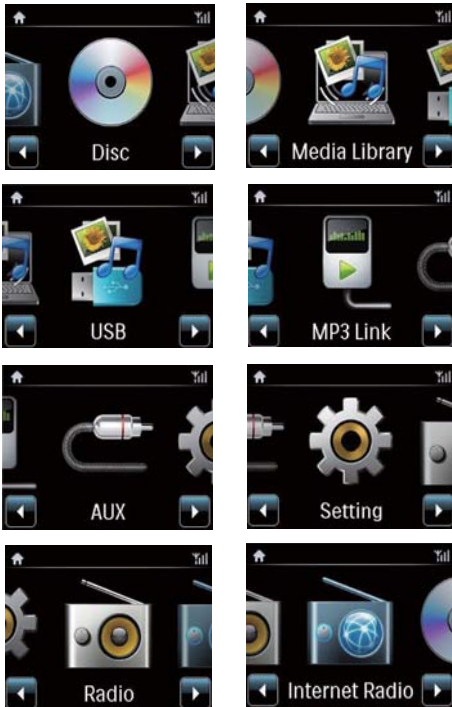 Disc
Media Library
USB
MP3 Link
AUX
Setting
Radio
Internet Radio